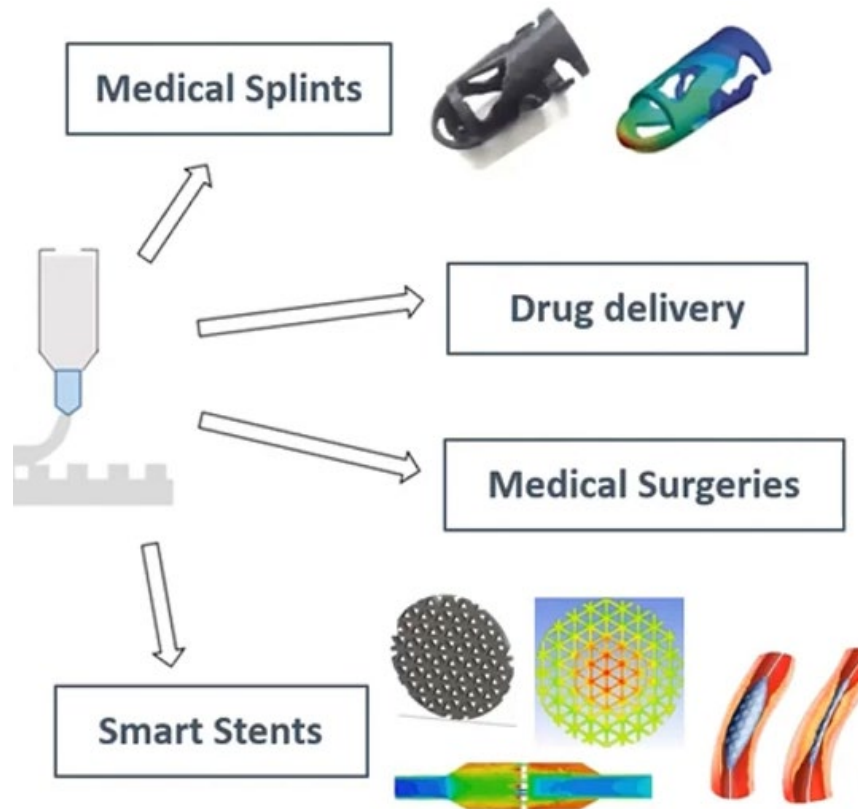 Medical Splints
Drug delivery
Medical Surgeries
Smart Stents